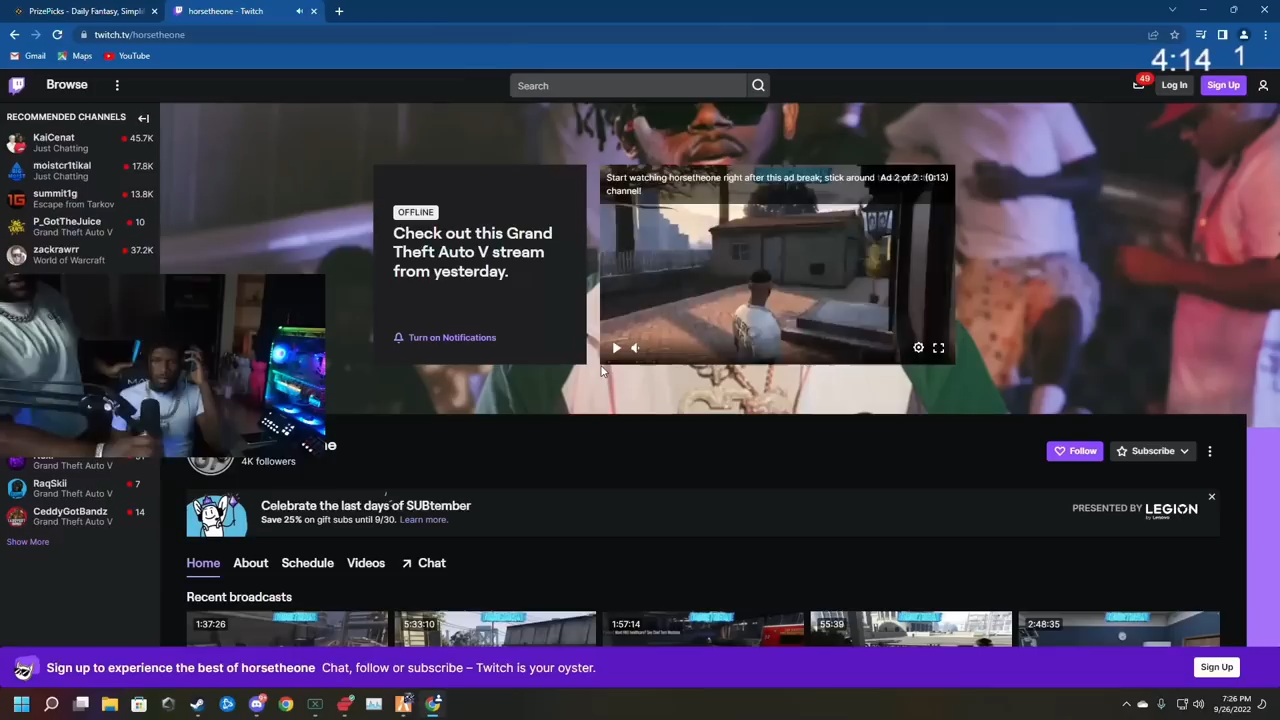 PrizePicks - Daily Fantasy, Simpli
horsetheone - Twitch
twitch.tv/horsetheone
Gmail
Maps
YouTube
4:14 1
Browse
Search
49
Log In
Sign Up
RECOMMENDED CHANNELS
KaiCenat
Just Chatting
45.7K
moistcr1tikal
Just Chatting
17.8K
summit1g
Escape from Tarkov
13.8K
P_GotTheJuice
Grand Theft Auto V
10
zackrawrr
World of Warcraft
37.2K
Grand Theft Auto V
RaqSkii
Grand Theft Auto V
7
CeddyGotBandz
Grand Theft Auto V
14
Show More
OFFLINE
Check out this Grand
Theft Auto V stream
from yesterday.
Turn on Notifications
Start watching horsetheone right after this ad break; stick around
channel!
Ad 2 of 2 : (0:13)
ne
4K followers
Follow
Subscribe
Celebrate the last days of SUBtember
Save 25% on gift subs until 9/30. Learn more.
PRESENTED BY LEGION
by Lenovo
Home
About
Schedule
Videos
Chat
Recent broadcasts
1:37:26
5:33:10
1:57:14
55:39
2:48:35
Sign up to experience the best of horsetheone Chat, follow or subscribe – Twitch is your oyster.
Sign Up
7:26 PM
9/26/2022